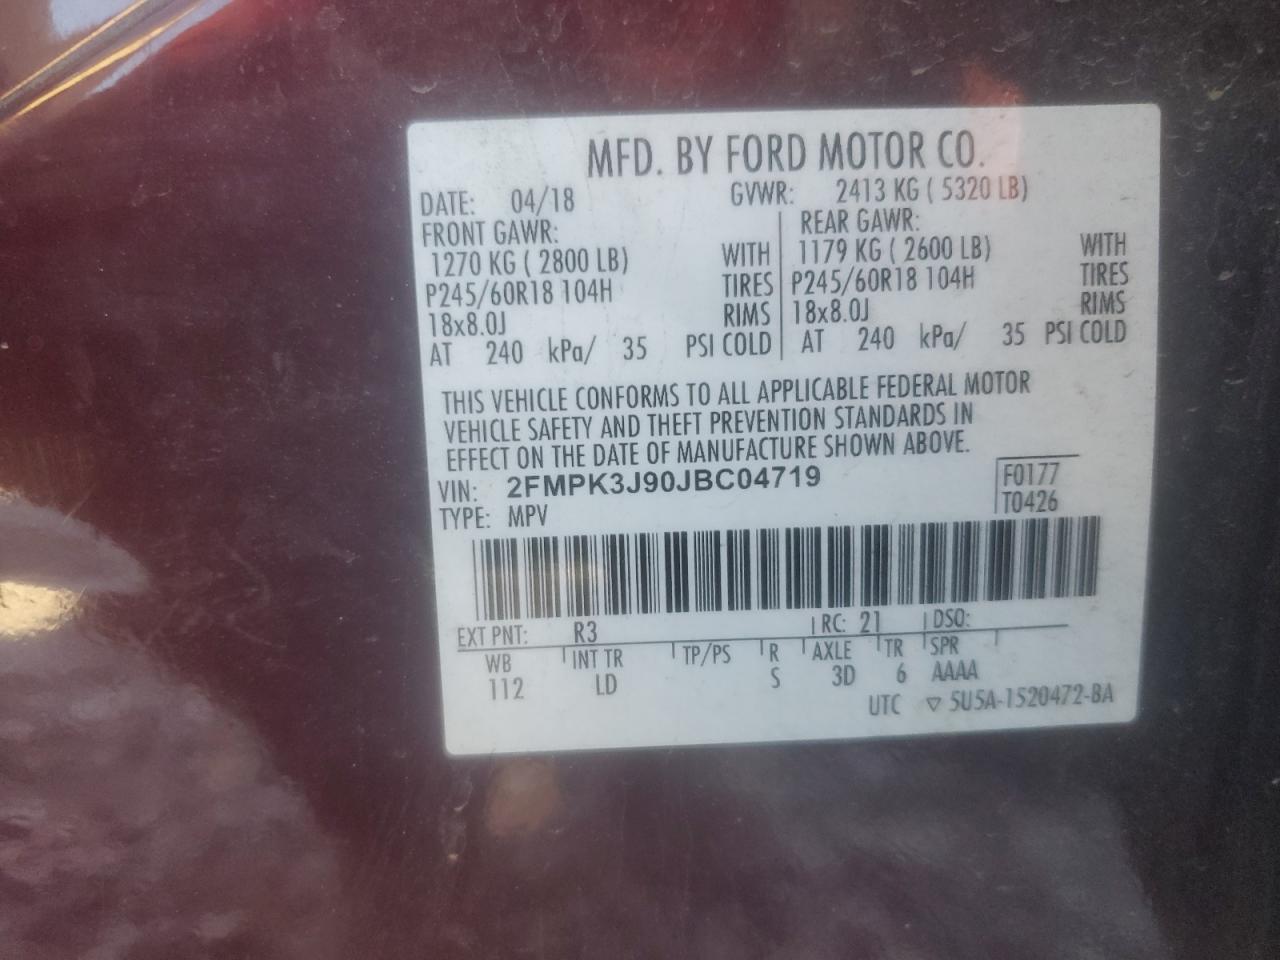 MFD. BY FORD MOTOR CO.
DATE: 04/18 GVWR: 2413 KG ( 5320 LB)
FRONT GAWR: REAR GAWR:
1270 KG ( 2800 LB) WITH 1179 KG ( 2600 LB) WITH
P245/60R18 104H TIRES P245/60R18 104H TIRES
18x8.0J RIMS 18x8.0J RIMS
AT 240 kPa/ 35 PSI COLD AT 240 kPa/ 35 PSI COLD
THIS VEHICLE CONFORMS TO ALL APPLICABLE FEDERAL MOTOR
VEHICLE SAFETY AND THEFT PREVENTION STANDARDS IN
EFFECT ON THE DATE OF MANUFACTURE SHOWN ABOVE.
VIN: 2FMPK3J90JBC04719 F0177
TYPE: MPV T0426
EXT PNT: R3 RC: 21 DSO:
WB INT TR TP/PS R AXLE TR SPR
112 LD S 3D 6 AAAA
UTC ▽ 5U5A-1520472-BA